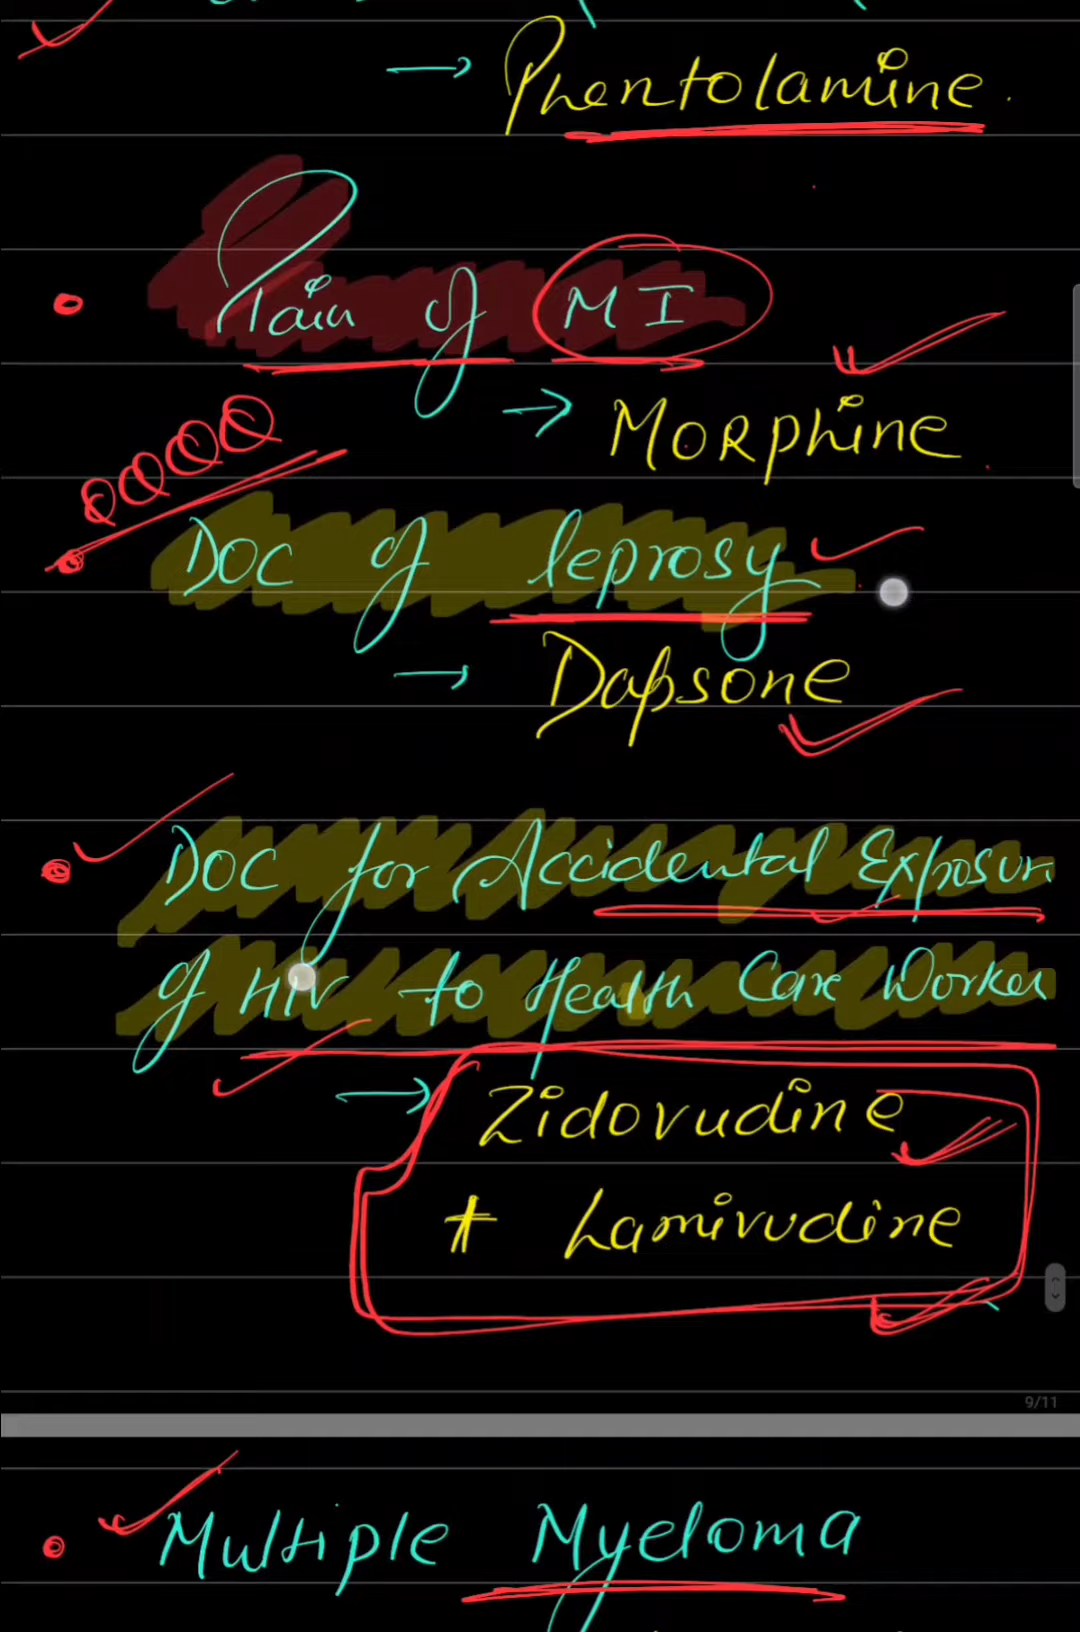 → Phentolamine.
Pain of MI
→ Morphine
DOC of leprosy
→ Dapsone
DOC for Accidental Exposur
of HIV to Health Care Worker
→ Zidovudine
+ Lamivudine
9/11
Multiple Myeloma